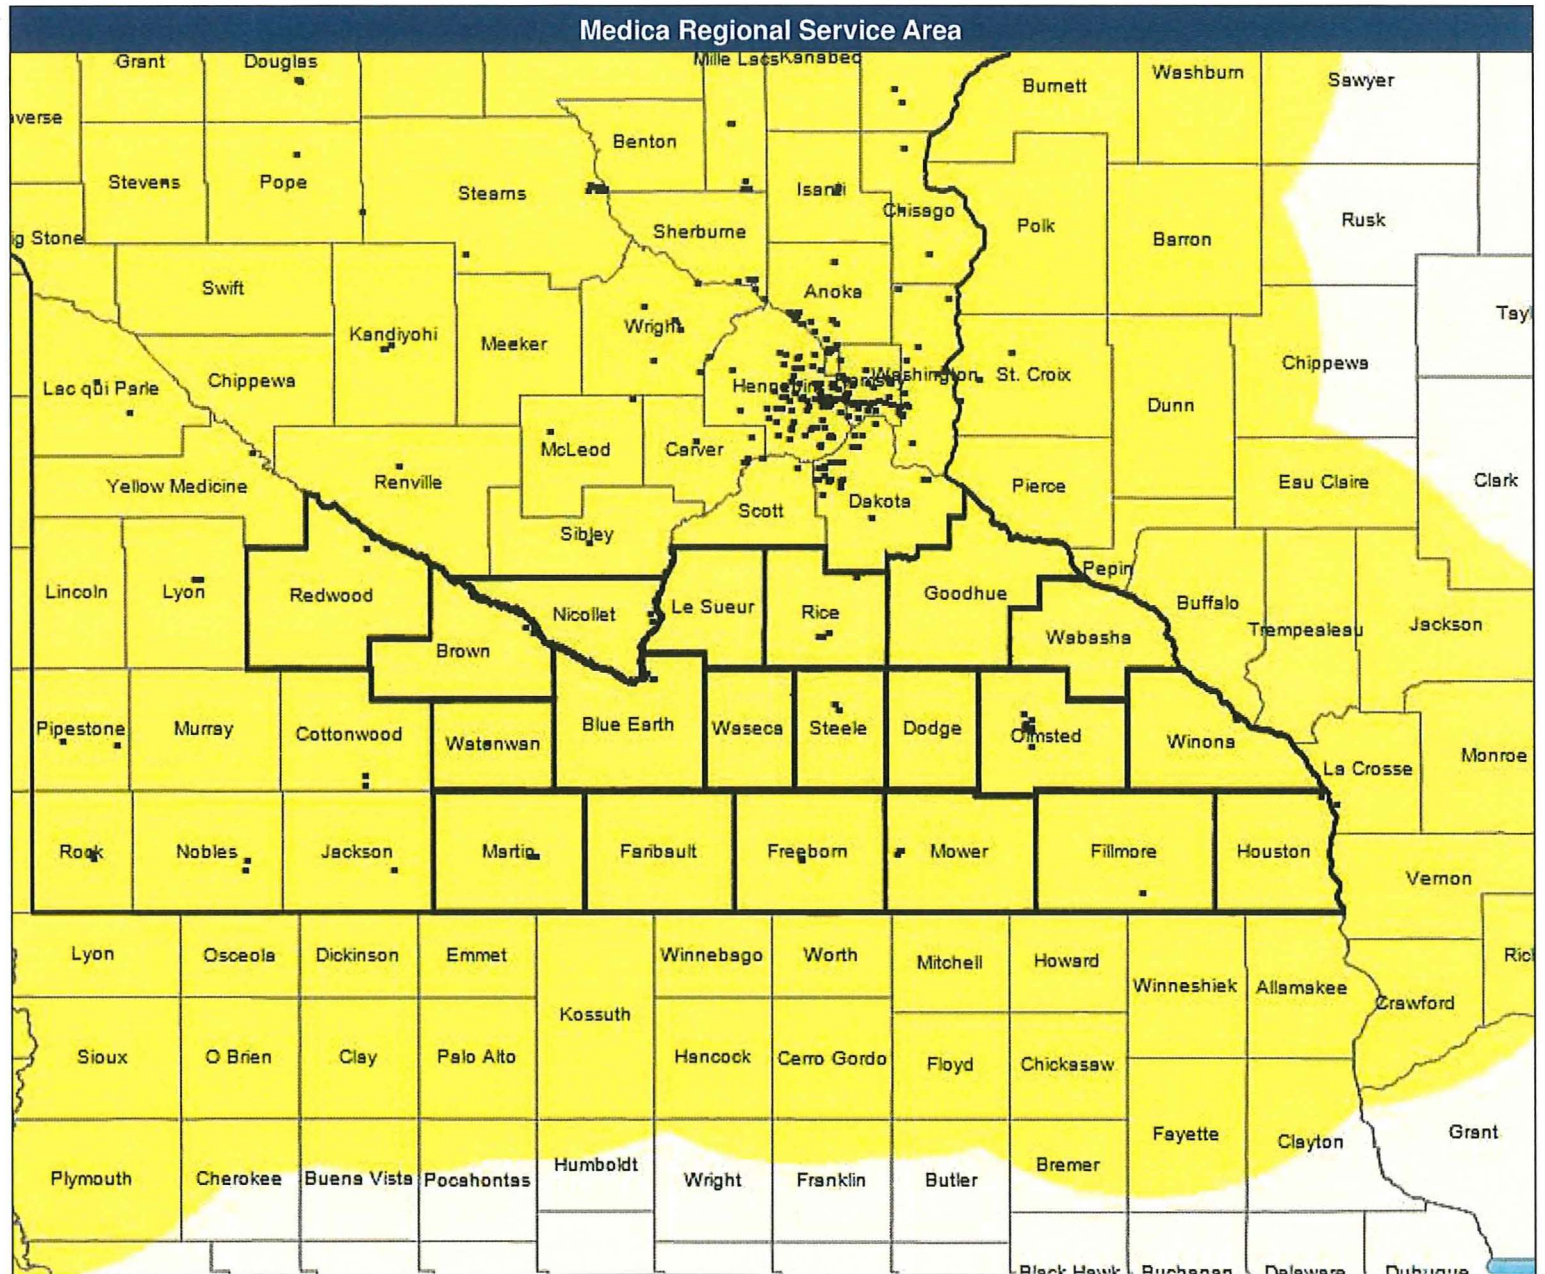 Medica Regional Service Area
Grant
Douglas
Mille Lacs
Kanabec
Burnett
Washburn
Sawyer
averse
Benton
Stevens
Pope
Stearns
Isanti
Chisago
Polk
Rusk
ig Stone
Sherburne
Barron
Swift
Anoka
Tayl
Kandiyohi
Meeker
Wright
Lac qui Parle
Chippewa
Hennepin
Ramsey
Washington
St. Croix
Chippewa
Dunn
McLeod
Carver
Yellow Medicine
Renville
Scott
Dakota
Pierce
Eau Claire
Clark
Sibley
Pepin
Lincoln
Lyon
Redwood
Nicollet
Le Sueur
Rice
Goodhue
Buffalo
Trempealeau
Jackson
Brown
Wabasha
Pipestone
Murray
Cottonwood
Watonwan
Blue Earth
Waseca
Steele
Dodge
Olmsted
Winona
La Crosse
Monroe
Rock
Nobles
Jackson
Martin
Faribault
Freeborn
Mower
Fillmore
Houston
Vernon
Lyon
Osceola
Dickinson
Emmet
Winnebago
Worth
Mitchell
Howard
Winneshiek
Allamakee
Crawford
Rich
Kossuth
Sioux
O Brien
Clay
Palo Alto
Hancock
Cerro Gordo
Floyd
Chickasaw
Fayette
Clayton
Grant
Plymouth
Cherokee
Buena Vista
Pocahontas
Humboldt
Wright
Franklin
Butler
Bremer
Black Hawk
Buchanan
Delaware
Dubuque